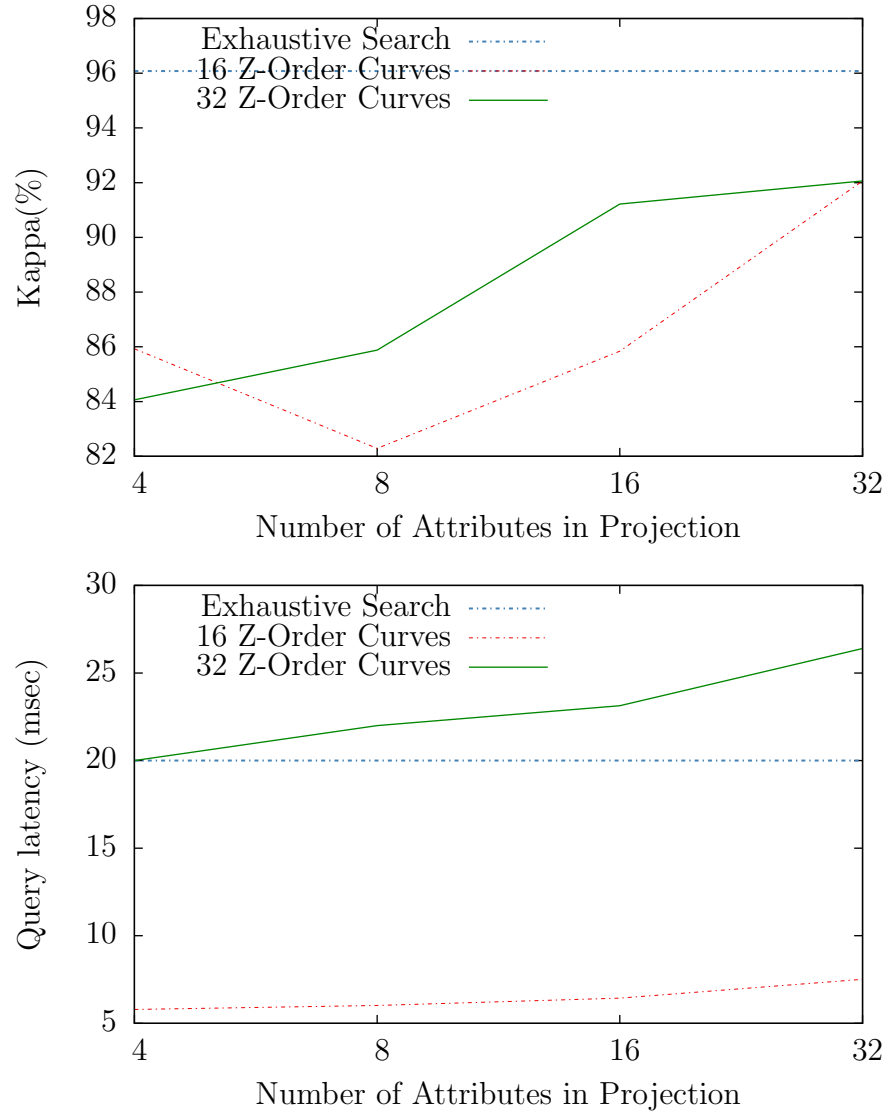 98
96
94
92
90
88
86
84
82
Kappa(%)
Exhaustive Search
16 Z-Order Curves
32 Z-Order Curves
4 8 16 32
Number of Attributes in Projection
30
25
20
15
10
5
Query latency (msec)
Exhaustive Search
16 Z-Order Curves
32 Z-Order Curves
4 8 16 32
Number of Attributes in Projection